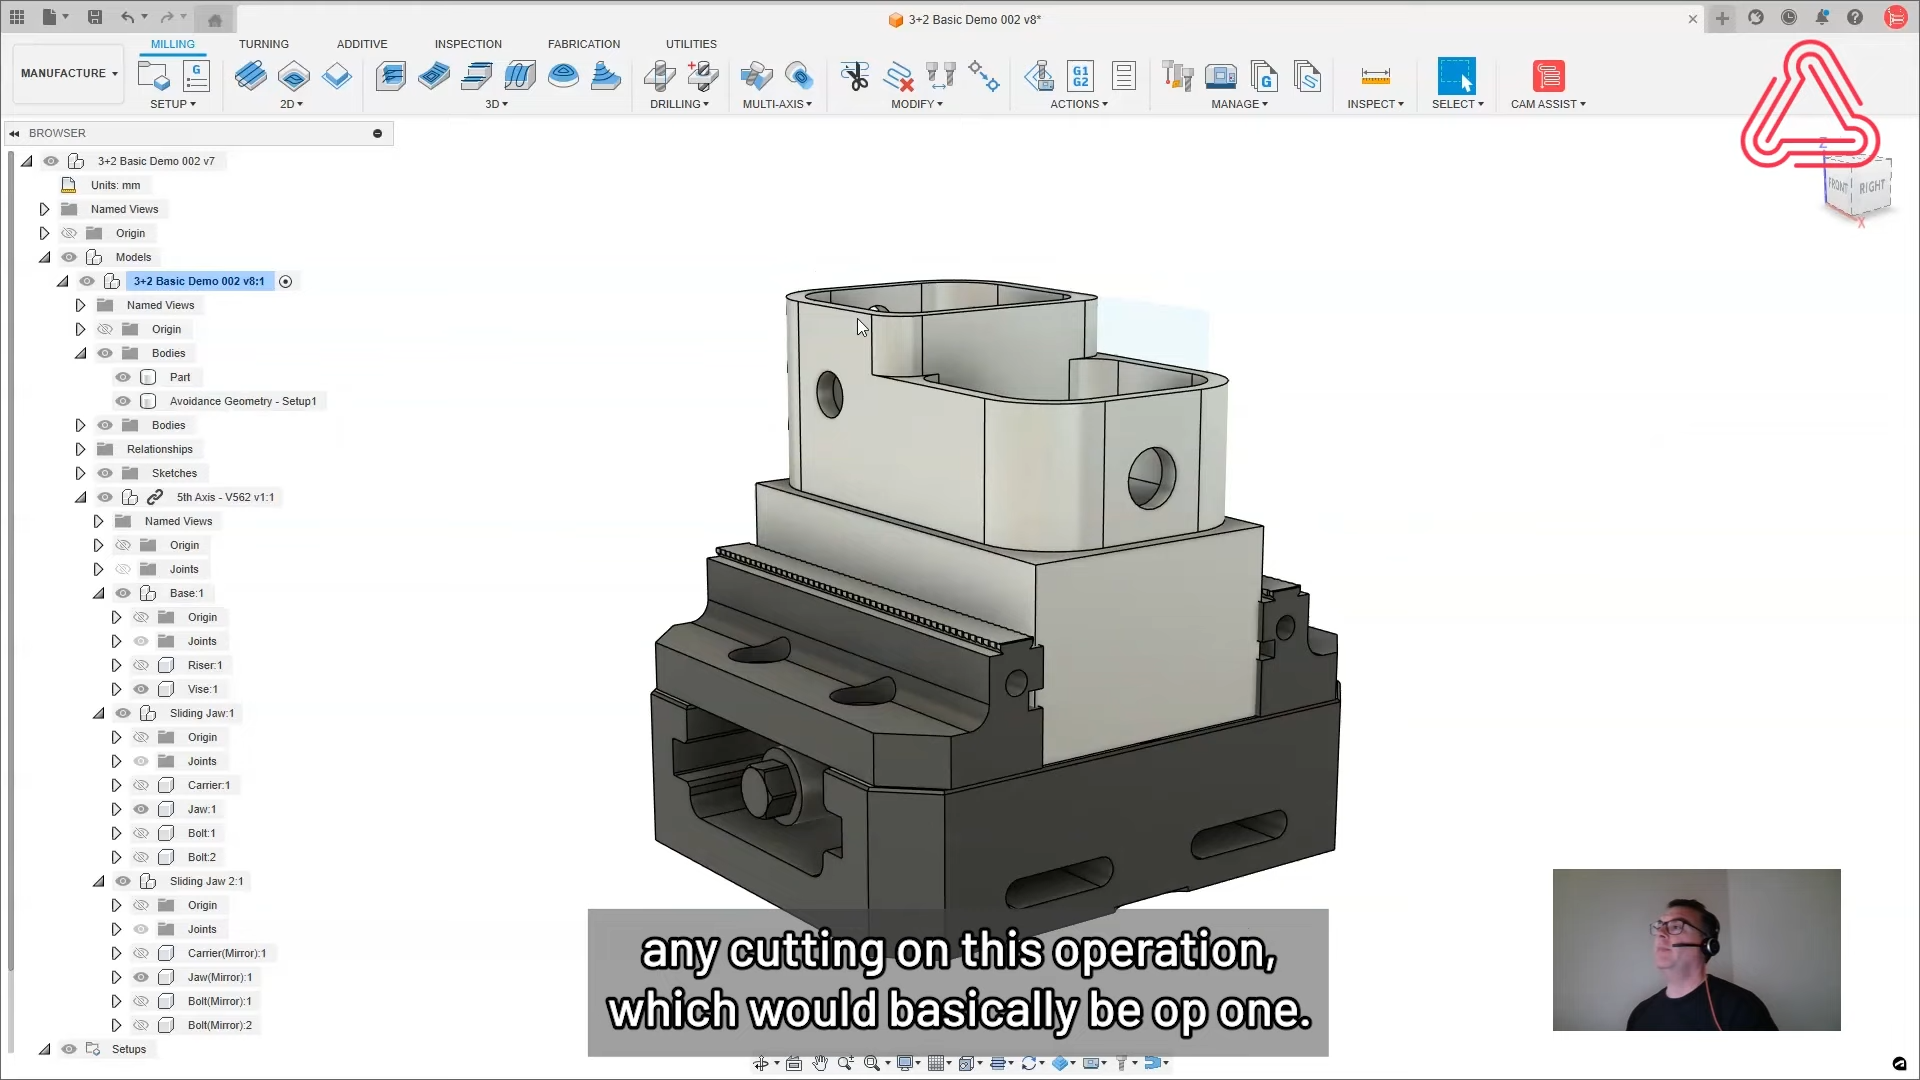 3+2 Basic Demo 002 v8*
MANUFACTURE
MILLING
TURNING
ADDITIVE
INSPECTION
FABRICATION
UTILITIES
G
G1
G2
G
SETUP
2D
3D
DRILLING
MULTI-AXIS
MODIFY
ACTIONS
MANAGE
INSPECT
SELECT
CAM ASSIST
BROWSER
3+2 Basic Demo 002 v7
Units: mm
Named Views
Origin
Models
3+2 Basic Demo 002 v8:1
Named Views
Origin
Bodies
Part
Avoidance Geometry - Setup1
Bodies
Relationships
Sketches
5th Axis - V562 v1:1
Named Views
Origin
Joints
Base:1
Origin
Joints
Riser:1
Vise:1
Sliding Jaw:1
Origin
Joints
Carrier:1
Jaw:1
Bolt:1
Bolt:2
Sliding Jaw 2:1
Origin
Joints
Carrier(Mirror):1
Jaw(Mirror):1
Bolt(Mirror):1
Bolt(Mirror):2
Setups
Z
FRONT
RIGHT
X
any cutting on this operation,
which would basically be op one.